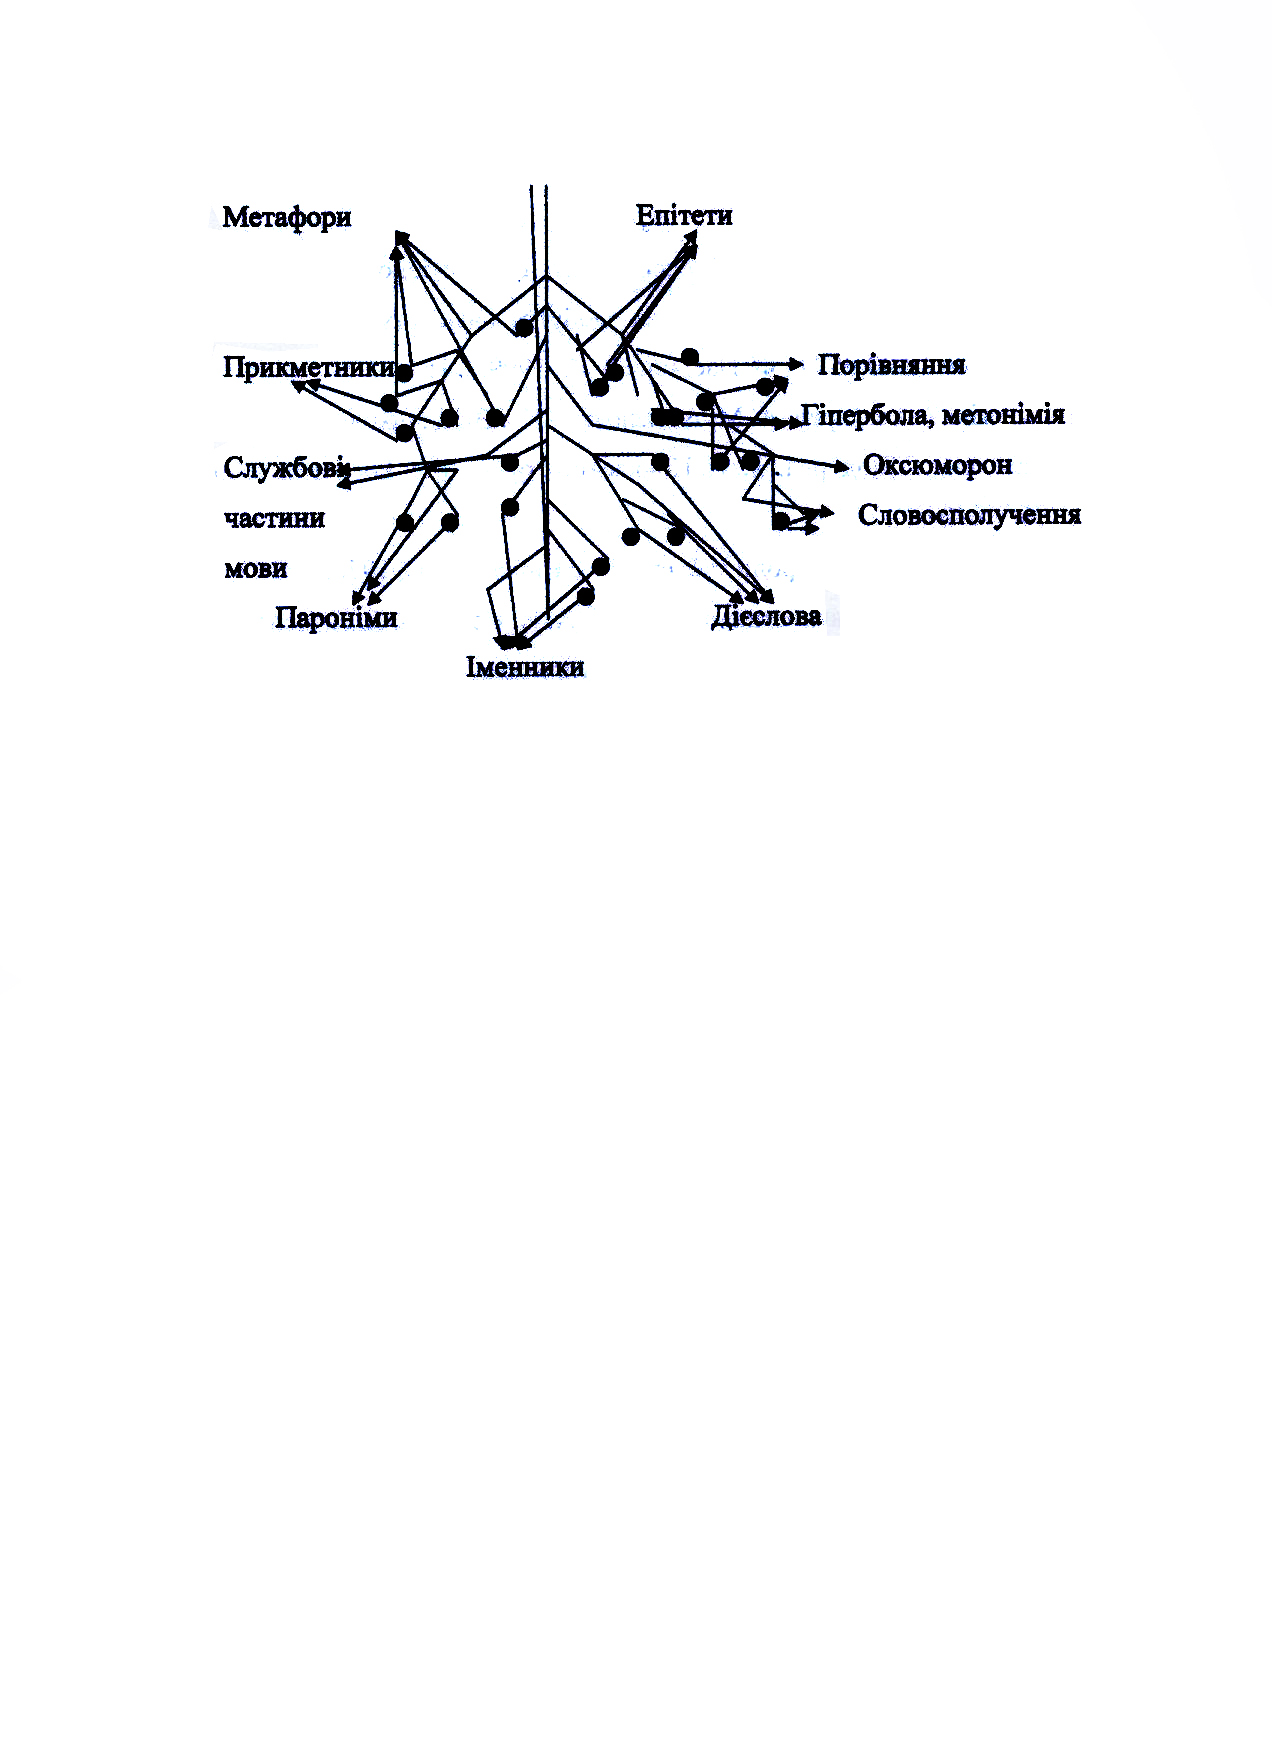 Метафори
Епітети
Прикметники
Порівняння
Гіпербола, метонімія
Службові
Оксюморон
частини
Словосполучення
мови
Пароніми
Дієслова
Іменники